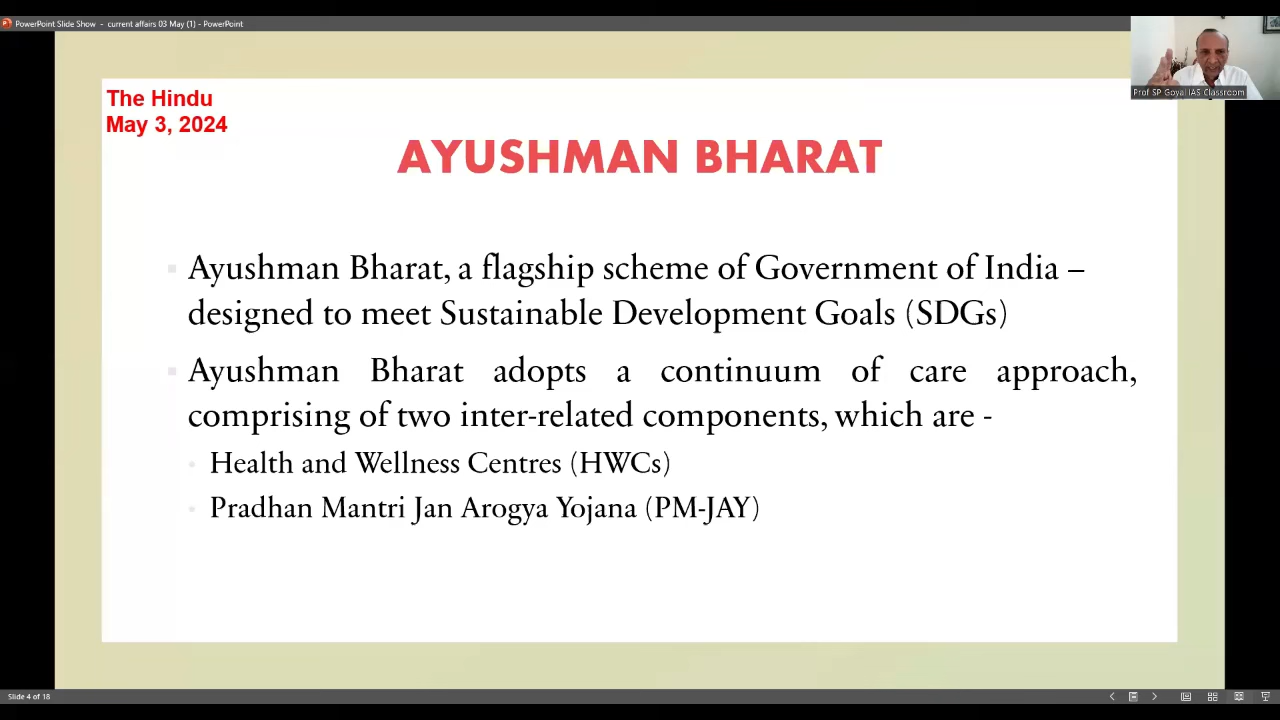 PowerPoint Slide Show - current affairs 03 May (1) - PowerPoint
Prof SP Goyal IAS Classroom
The Hindu
May 3, 2024
AYUSHMAN BHARAT
Ayushman Bharat, a flagship scheme of Government of India –
designed to meet Sustainable Development Goals (SDGs)
Ayushman Bharat adopts a continuum of care approach,
comprising of two inter-related components, which are -
Health and Wellness Centres (HWCs)
Pradhan Mantri Jan Arogya Yojana (PM-JAY)
Slide 4 of 18